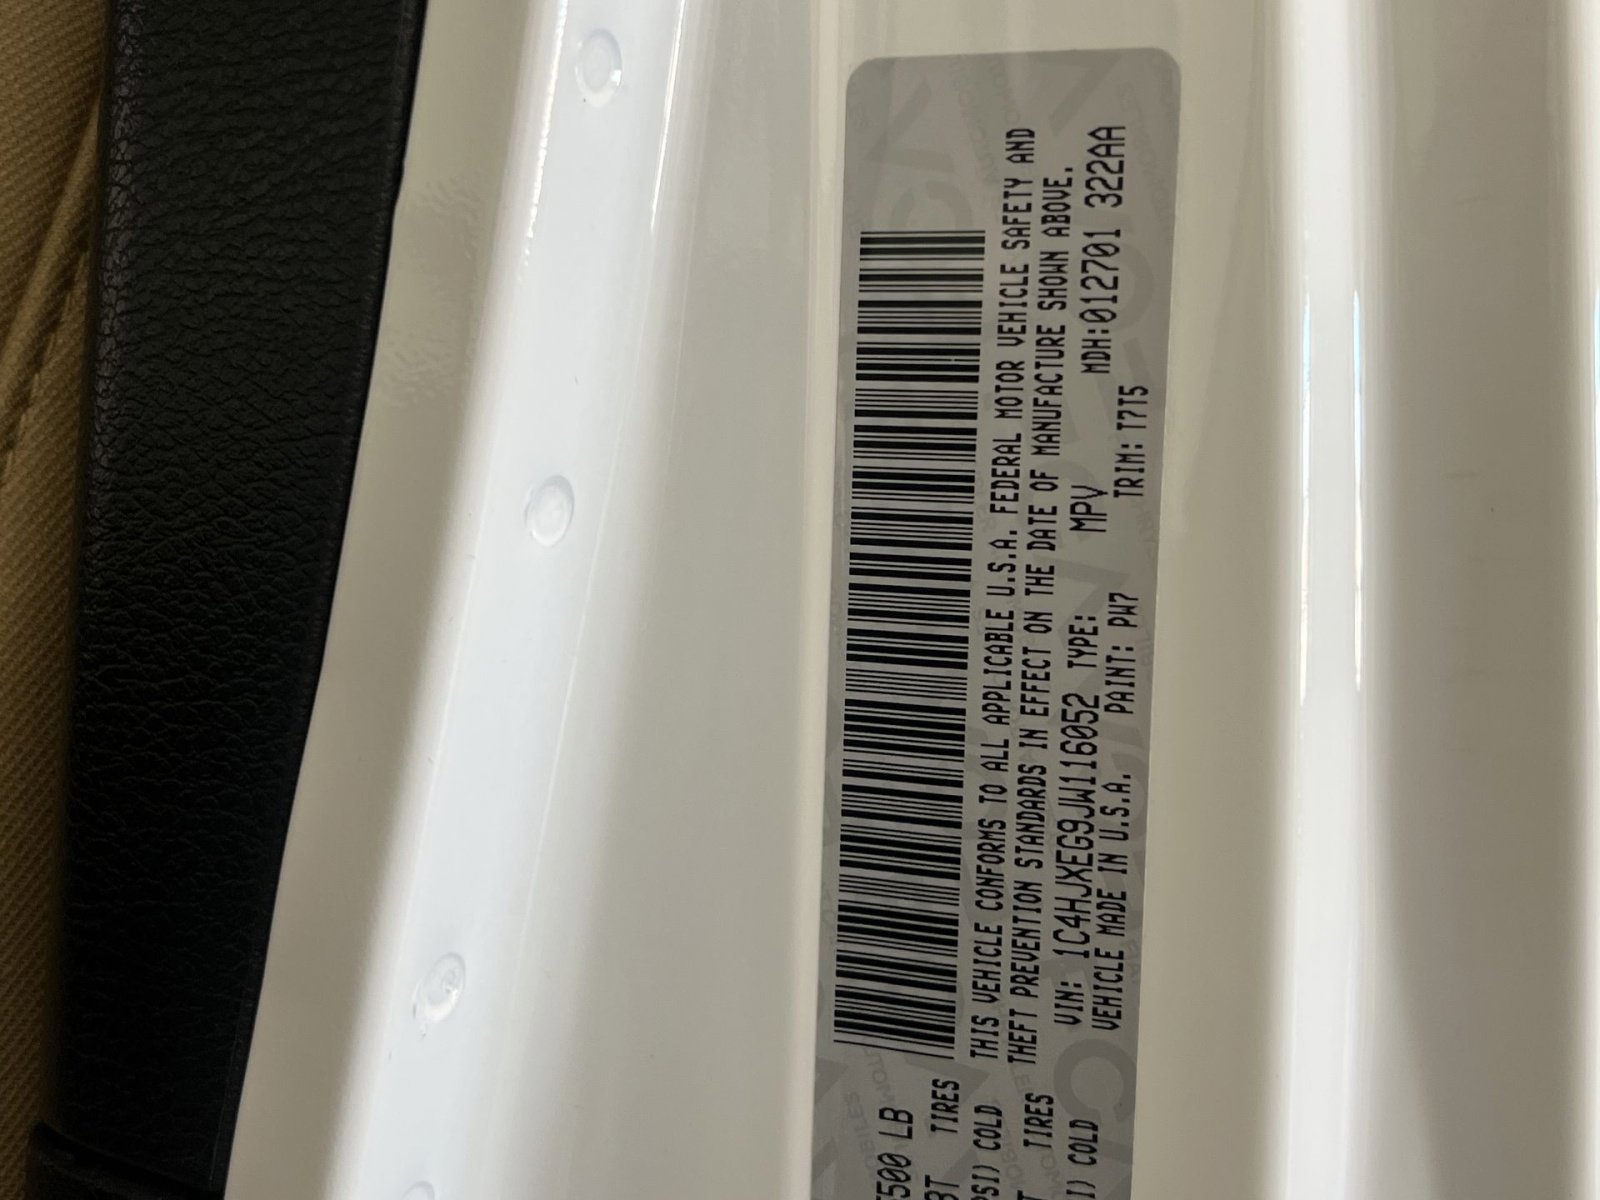 500 LB
TIRES
COLD
THIS VEHICLE CONFORMS TO ALL APPLICABLE U.S.A. FEDERAL MOTOR VEHICLE SAFETY AND
THEFT PREVENTION STANDARDS IN EFFECT ON THE DATE OF MANUFACTURE SHOWN ABOVE.
TIRES
COLD
VIN: 1C4HJXEG9JW116052 TYPE: MPV MDH:012701 322AA
VEHICLE MADE IN U.S.A. PAINT: PW7 TRIM: T7T5